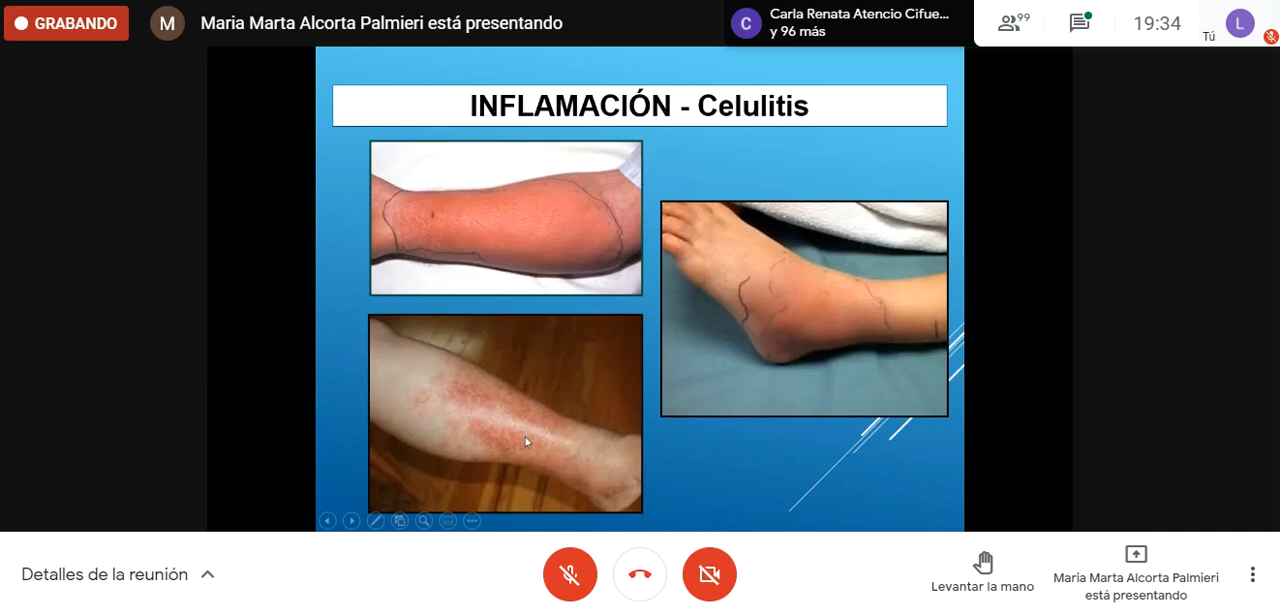 GRABANDO
M
Maria Marta Alcorta Palmieri está presentando
C
Carla Renata Atencio Cifue...
y 96 más
99
19:34
Tú
L
INFLAMACIÓN - Celulitis
Detalles de la reunión
Levantar la mano
Maria Marta Alcorta Palmieri
está presentando